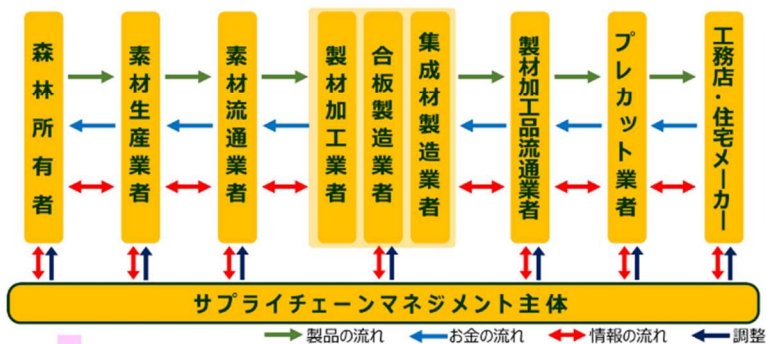 森林所有者
素材生産業者
素材流通業者
製材加工業者
合板製造業者
集成材製造業者
製材加工品流通業者
プレカット業者
工務店・住宅メーカー
サプライチェーンマネジメント主体
製品の流れ
お金の流れ
情報の流れ
調整